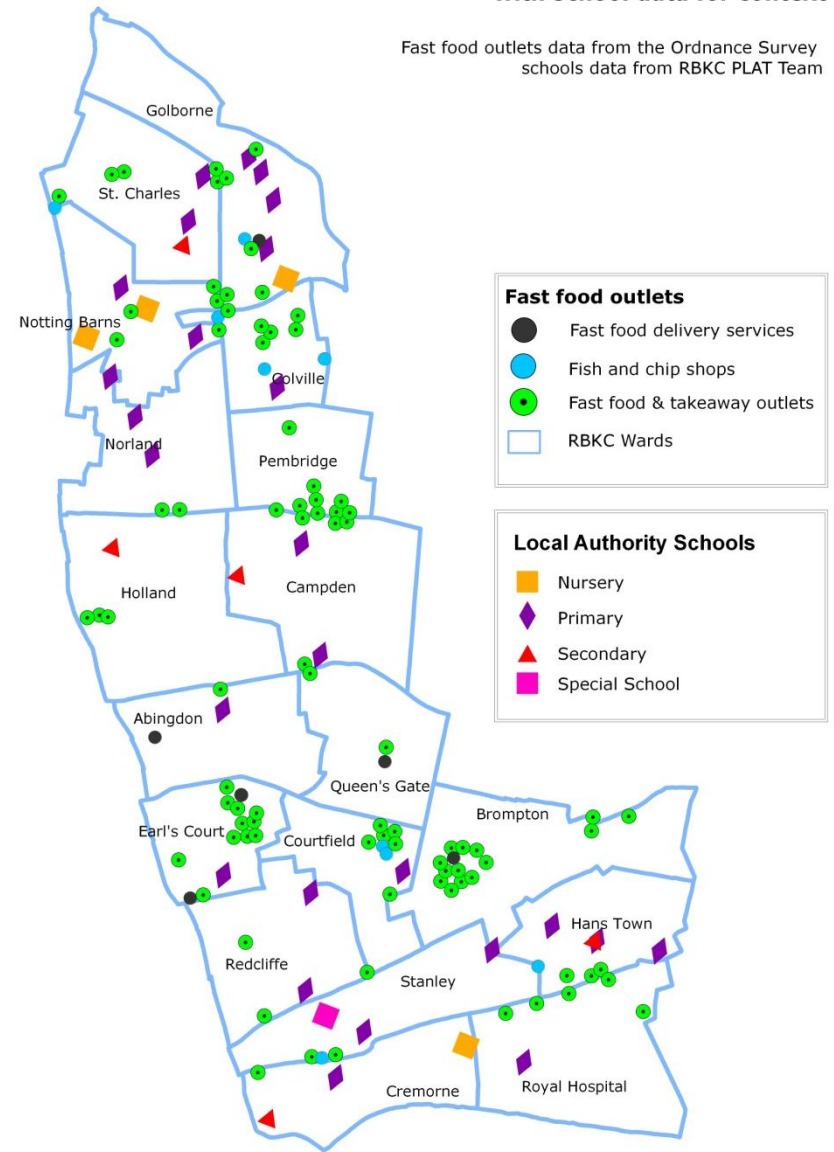 Fast food outlets data from the Ordnance Survey
schools data from RBKC PLAT Team
Golborne
St. Charles
Notting Barns
Colville
Norland
Pembridge
Holland
Campden
Abingdon
Queen's Gate
Earl's Court
Courtfield
Brompton
Hans Town
Redcliffe
Stanley
Cremorne
Royal Hospital
Fast food outlets
Fast food delivery services
Fish and chip shops
Fast food & takeaway outlets
RBKC Wards
Local Authority Schools
Nursery
Primary
Secondary
Special School